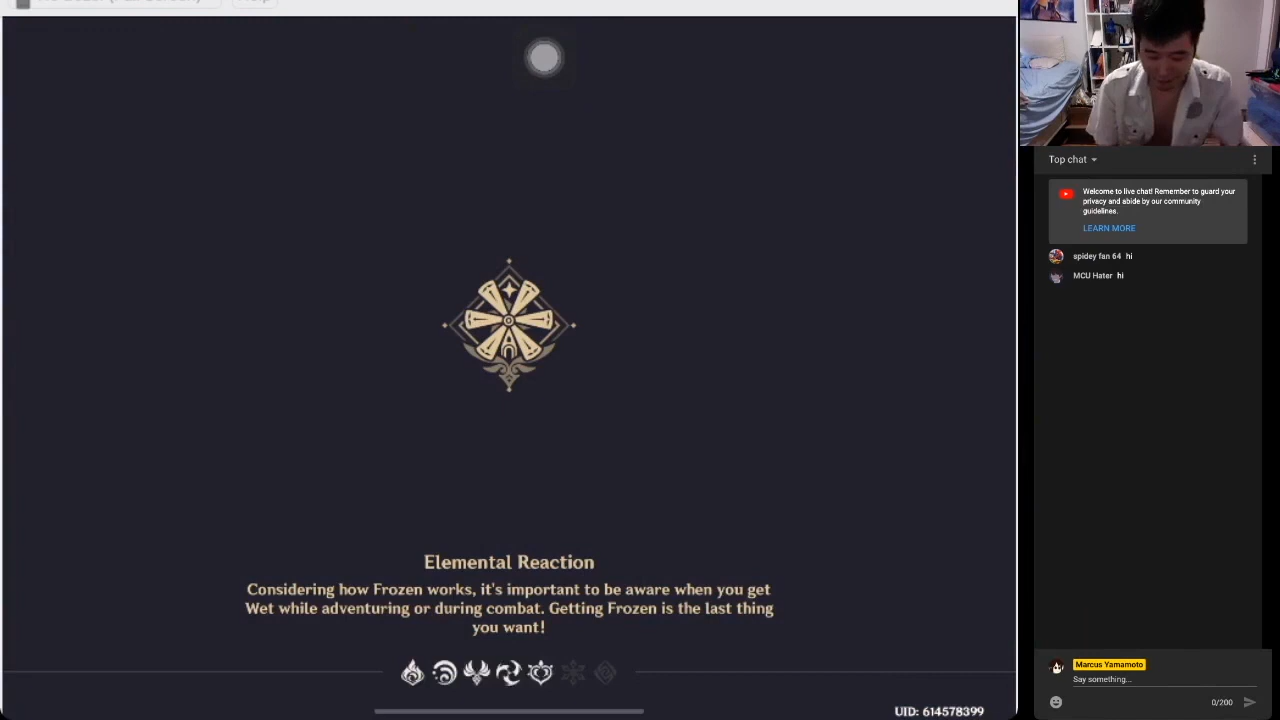 Top chat
Welcome to live chat! Remember to guard your
privacy and abide by our community
guidelines.
LEARN MORE
spidey fan 64 hi
MCU Hater hi
Elemental Reaction
Considering how Frozen works, it's important to be aware when you get
Wet while adventuring or during combat. Getting Frozen is the last thing
you want!
UID: 614578399
Marcus Yamamoto
Say something...
0/200